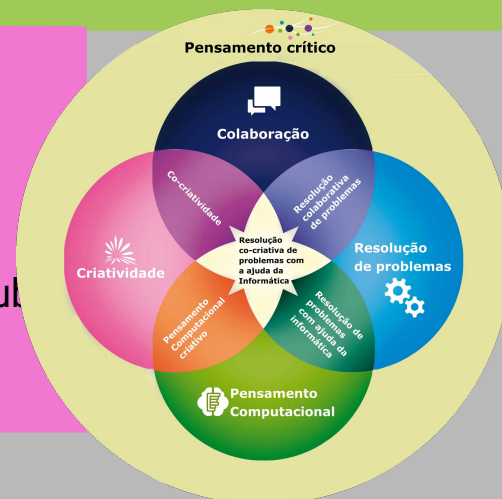 Pensamento crítico
Colaboração
Co-criatividade
Resolução
colaborativa
de problemas
Criatividade
Resolução
co-criativa de
problemas com
a ajuda da
Informática
Resolução
de problemas
Pensamento
Computacional
criativo
Resolução de
problemas
com ajuda da
informática
Pensamento
Computacional